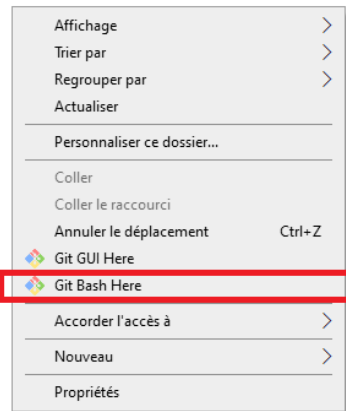 Affichage
Trier par
Regrouper par
Actualiser
Personnaliser ce dossier...
Coller
Coller le raccourci
Annuler le déplacement Ctrl+Z
Git GUI Here
Git Bash Here
Accorder l'accès à
Nouveau
Propriétés